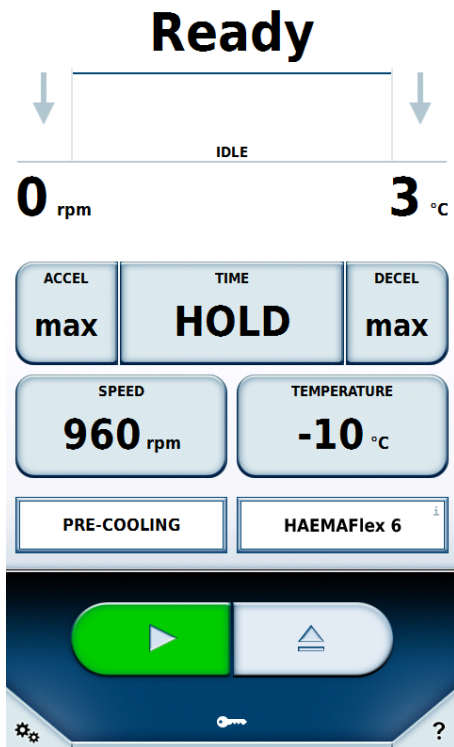 Ready
IDLE
0 rpm
3 °C
ACCEL
TIME
DECEL
max
HOLD
max
SPEED
TEMPERATURE
960 rpm
-10 °C
PRE-COOLING
HAEMAFlex 6
i
?